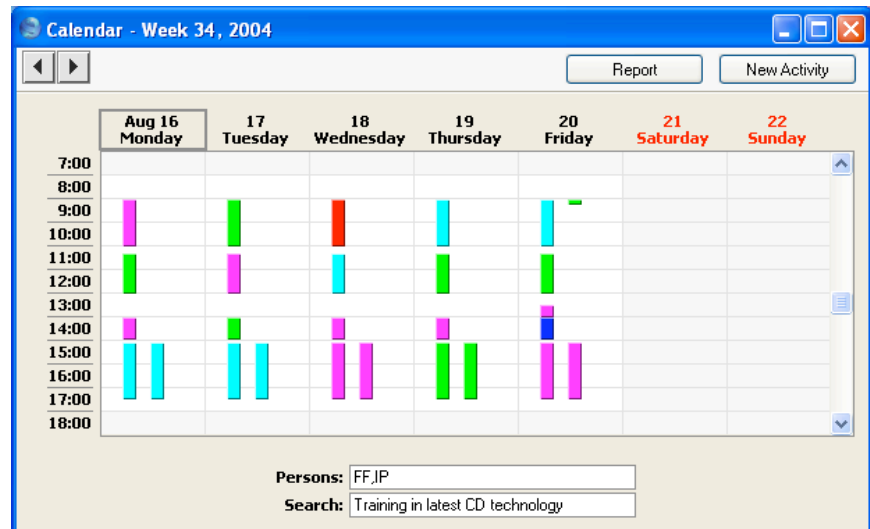 Calendar - Week 34, 2004
Report New Activity
Aug 16 17 18 19 20 21 22
Monday Tuesday Wednesday Thursday Friday Saturday Sunday
7:00
8:00
9:00
10:00
11:00
12:00
13:00
14:00
15:00
16:00
17:00
18:00
Persons: FF,IP
Search: Training in latest CD technology